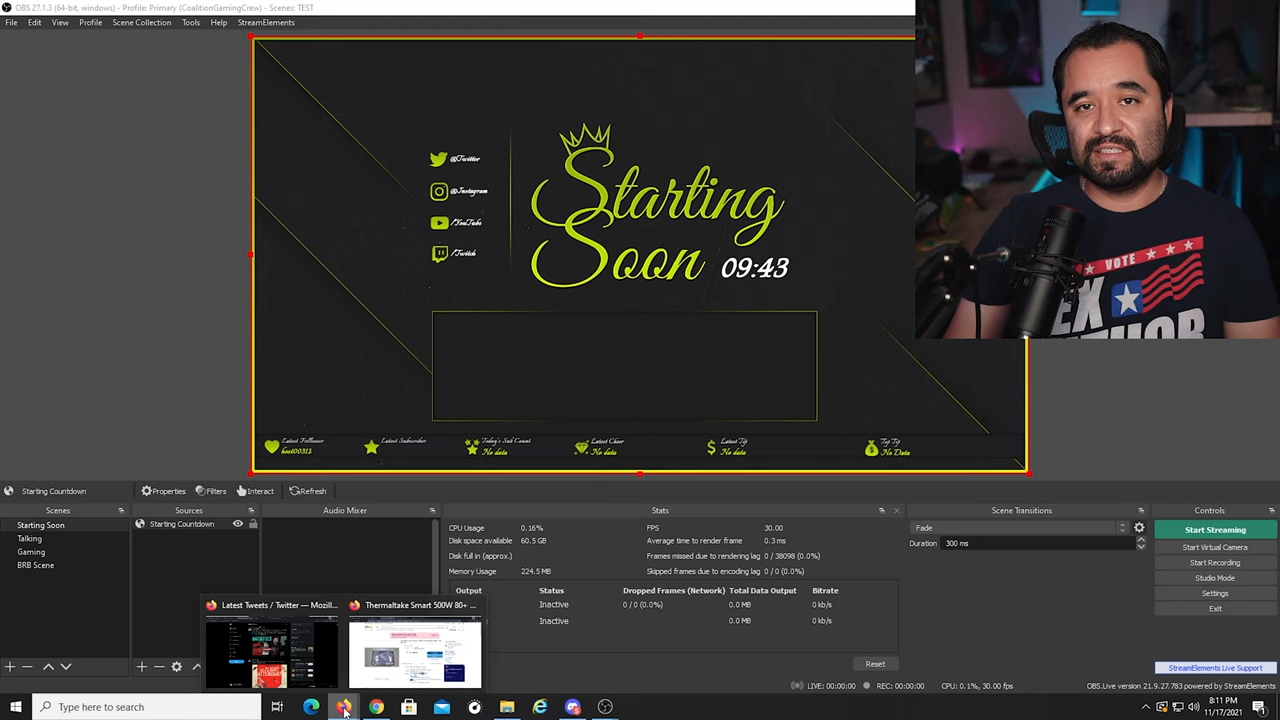 OBS 27.1.3 (64-bit, windows) - Profile: Primary (CoalitionGamingCrew) - Scenes: TEST
File Edit View Profile Scene Collection Tools Help StreamElements
@Twitter
@Instagram
/YouTube
/Twitch
Starting
Soon 09:43
VOTE
Latest Follower
Latest Subscriber
Today's Sub Count
No data
Latest Cheer
No data
Latest Tip
No data
Top Tip
No Data
Starting Countdown Properties Filters Interact Refresh
Scenes Sources Audio Mixer Stats Scene Transitions Controls
Starting Soon
Talking
Gaming
BRB Scene
Starting Countdown
CPU Usage 0.16% FPS 30.00
Disk space available 60.5 GB Average time to render frame 0.3 ms
Disk full in (approx.) Frames missed due to rendering lag 0 / 38098 (0.0%)
Memory Usage 224.5 MB Skipped frames due to encoding lag 0 / 0 (0.0%)
Output Status Dropped Frames (Network) Total Data Output Bitrate
Inactive 0 / 0 (0.0%) 0.0 MB 0 kb/s
Inactive 0.0 MB 0 kb/s
Reset
Fade
Duration 300 ms
Start Streaming
Start Virtual Camera
Start Recording
Studio Mode
Settings
Exit
StreamElements Live Support
Latest Tweets / Twitter — Mozill... Thermaltake Smart 500W 80+ ...
LIVE: 00:00:00 REC: 00:00:00 CPU: 1.1%, 30.00 fps OBS.Live version 21.9.27.783 powered by StreamElements
Type here to search
8:11 PM
11/17/2021